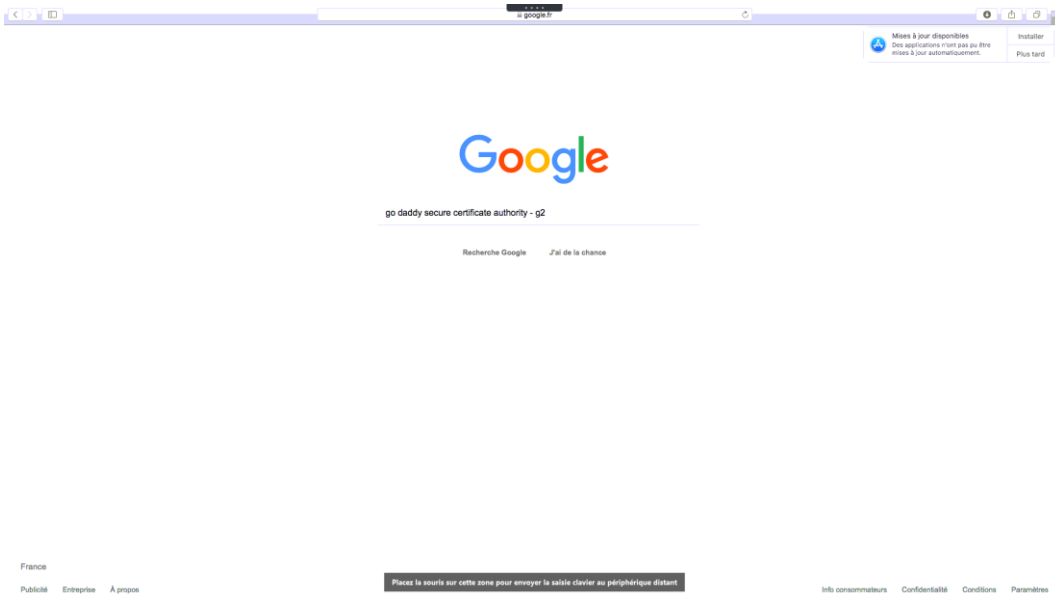 google.fr
Mises à jour disponibles
Des applications n'ont pas pu être
mises à jour automatiquement.
Installer
Plus tard
Google
go daddy secure certificate authority - g2
Recherche Google J'ai de la chance
France
Publicité Entreprise À propos
Placez la souris sur cette zone pour envoyer la saisie clavier au périphérique distant
Info consommateurs Confidentialité Conditions Paramètres